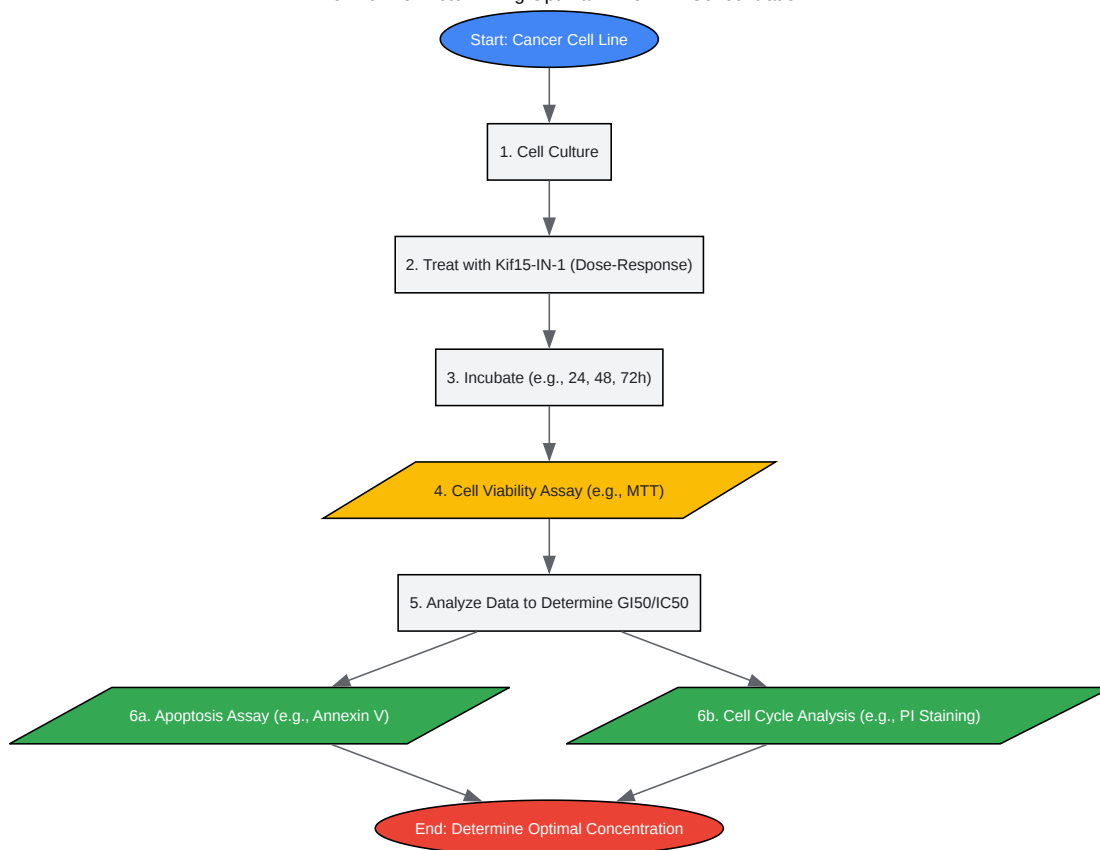 Start: Cancer Cell Line
1. Cell Culture
2. Treat with Kif15-IN-1 (Dose-Response)
3. Incubate (e.g., 24, 48, 72h)
4. Cell Viability Assay (e.g., MTT)
5. Analyze Data to Determine GI50/IC50
6a. Apoptosis Assay (e.g., Annexin V)
6b. Cell Cycle Analysis (e.g., PI Staining)
End: Determine Optimal Concentration